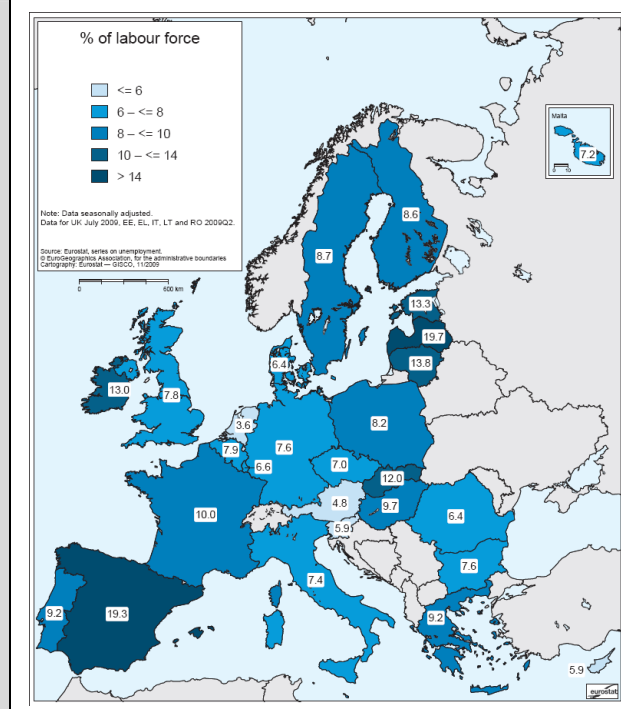 % of labour force
<= 6
6 – <= 8
8 – <= 10
10 – <= 14
> 14
Note: Data seasonally adjusted.
Data for UK July 2009, EE, EL, IT, LT and RO 2009Q2.
Source: Eurostat, series on unemployment.
© EuroGeographics Association, for the administrative boundaries
Cartography: Eurostat — GISCO, 11/2009
0 600 km
Malta
7.2
0 10
8.6
8.7
13.3
19.7
13.8
6.4
13.0
7.8
3.6
8.2
7.9
7.6
6.6
7.0
12.0
4.8
9.7
10.0
5.9
6.4
7.4
7.6
9.2
19.3
9.2
5.9
eurostat